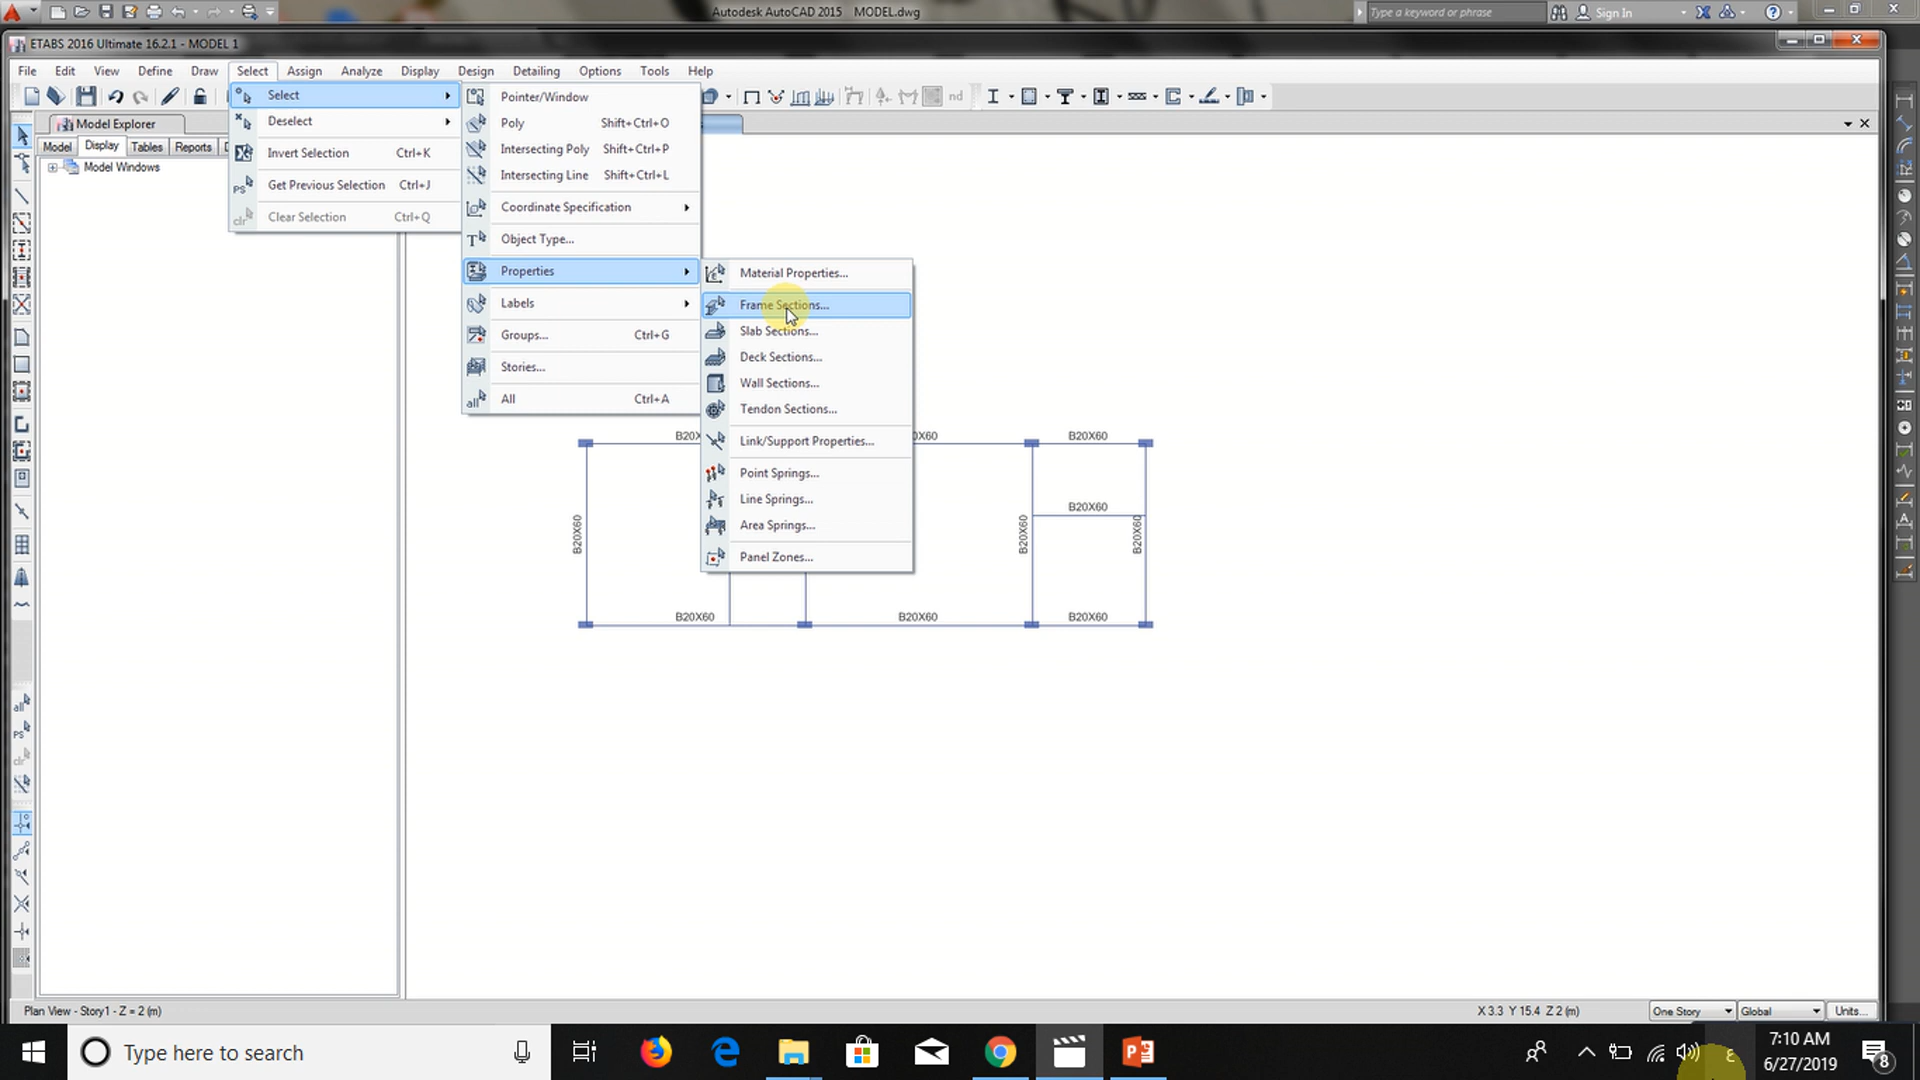 Autodesk AutoCAD 2015 MODEL.dwg
Type a keyword or phrase
Sign In
ETABS 2016 Ultimate 16.2.1 - MODEL 1
File Edit View Define Draw Select Assign Analyze Display Design Detailing Options Tools Help
nd
Model Explorer
Model Display Tables Reports
Model Windows
Select
Deselect
Invert Selection Ctrl+K
Get Previous Selection Ctrl+J
Clear Selection Ctrl+Q
Pointer/Window
Poly Shift+Ctrl+O
Intersecting Poly Shift+Ctrl+P
Intersecting Line Shift+Ctrl+L
Coordinate Specification
Object Type...
Properties
Labels
Groups... Ctrl+G
Stories...
All Ctrl+A
Material Properties...
Frame Sections...
Slab Sections...
Deck Sections...
Wall Sections...
Tendon Sections...
Link/Support Properties...
Point Springs...
Line Springs...
Area Springs...
Panel Zones...
B20X60
B20X60
B20X60
B20X60
B20X60
B20X60 B20X60 B20X60
Plan View - Story1 - Z = 2 (m)
X 3.3 Y 15.4 Z 2 (m)
One Story
Global
Units...
Type here to search
ع
7:10 AM
6/27/2019
8